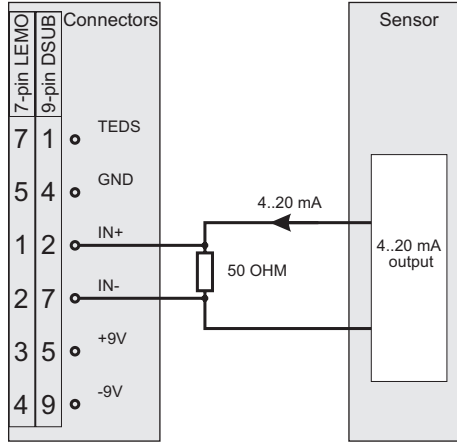 7-pin LEMO
9-pin DSUB
Connectors
Sensor
7 1 TEDS
5 4 GND
1 2 IN+
2 7 IN-
3 5 +9V
4 9 -9V
4..20 mA
50 OHM
4..20 mA
output